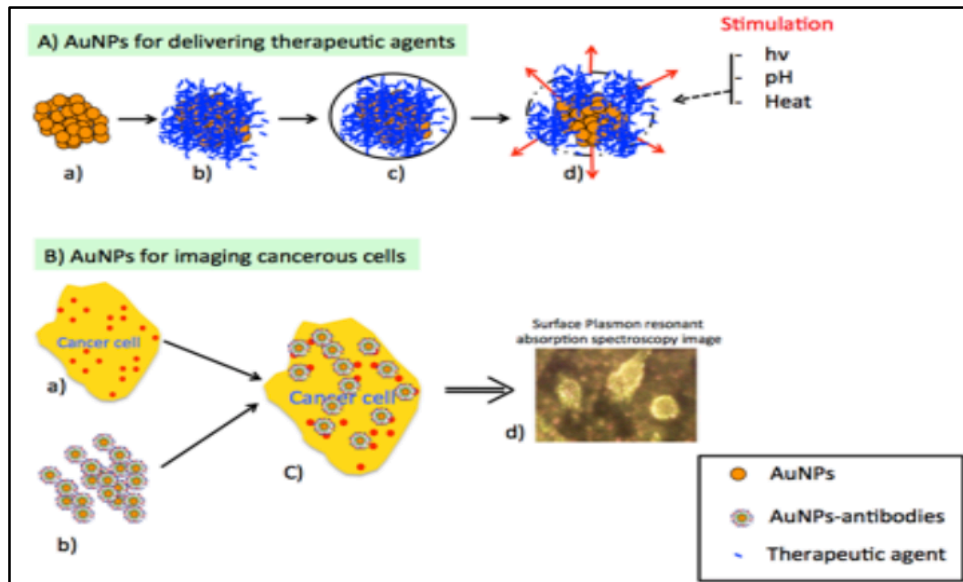 A) AuNPs for delivering therapeutic agents
Stimulation
hν
pH
Heat
a)
b)
c)
d)
B) AuNPs for imaging cancerous cells
Cancer cell
a)
b)
Cancer cell
C)
Surface Plasmon resonant
absorption spectroscopy image
d)
AuNPs
AuNPs-antibodies
Therapeutic agent